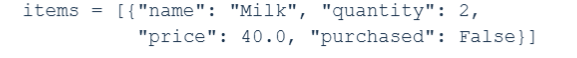 items = [{"name": "Milk", "quantity": 2,
"price": 40.0, "purchased": False}]